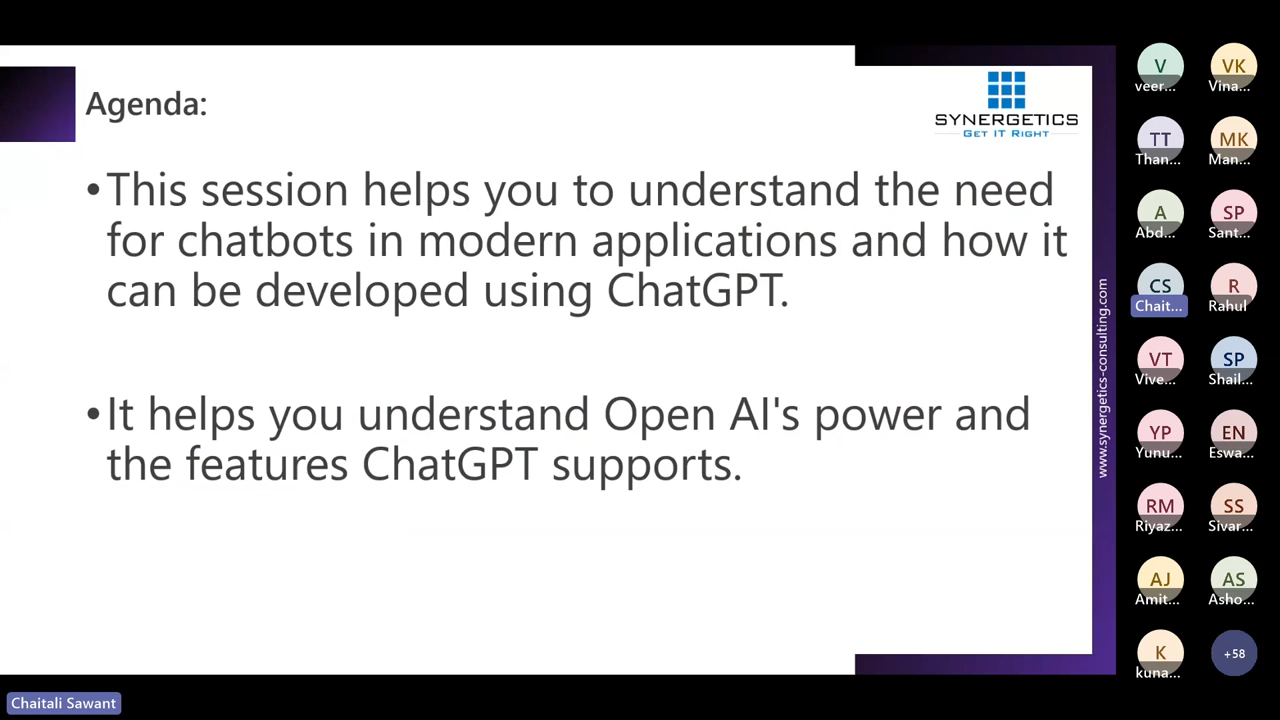 Agenda:
SYNERGETICS
GET IT RIGHT
•This session helps you to understand the need
for chatbots in modern applications and how it
can be developed using ChatGPT.
•It helps you understand Open AI's power and
the features ChatGPT supports.
www.synergetics-consulting.com
V
veer...
VK
Vina...
TT
Than...
MK
Man...
A
Abd...
SP
Sant...
CS
Chait...
R
Rahul
VT
Vive...
SP
Shail...
YP
Yunu...
EN
Eswa...
RM
Riyaz...
SS
Sivar...
AJ
Amit...
AS
Asho...
K
kuna...
+58
Chaitali Sawant